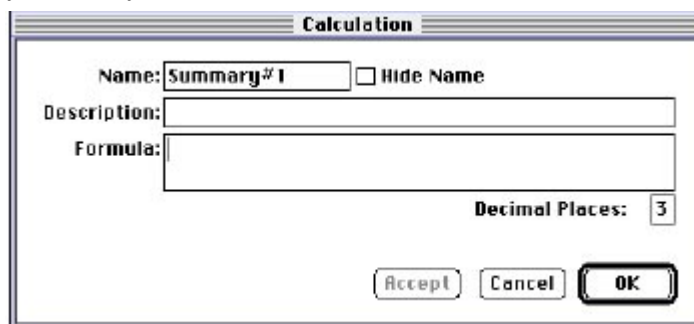 Calculation
Name: Summary#1 Hide Name
Description:
Formula:
Decimal Places: 3
Accept Cancel OK